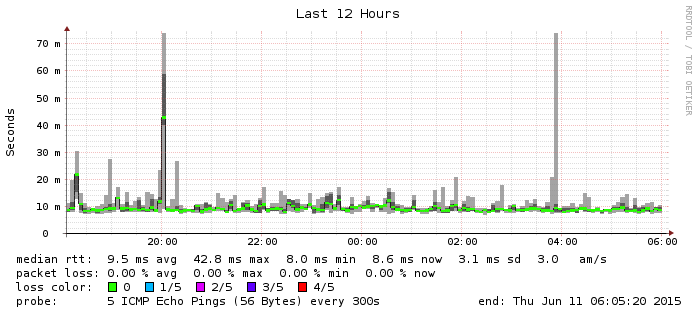 Last 12 Hours
RRDTOOL / TOBI OETIKER
Seconds
70 m
60 m
50 m
40 m
30 m
20 m
10 m
0
20:00 22:00 00:00 02:00 04:00 06:00
median rtt: 9.5 ms avg 42.8 ms max 8.0 ms min 8.6 ms now 3.1 ms sd 3.0 am/s
packet loss: 0.00 % avg 0.00 % max 0.00 % min 0.00 % now
loss color: 0 1/5 2/5 3/5 4/5
probe: 5 ICMP Echo Pings (56 Bytes) every 300s end: Thu Jun 11 06:05:20 2015